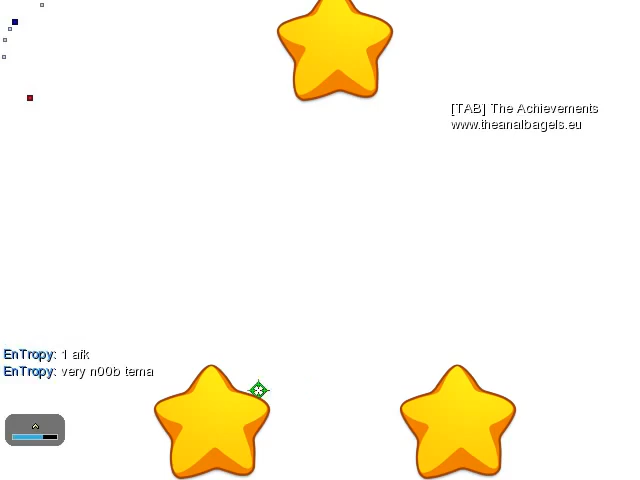 [TAB] The Achievements
www.theanalbagels.eu
EnTropy: 1 afk
EnTropy: very n00b tema